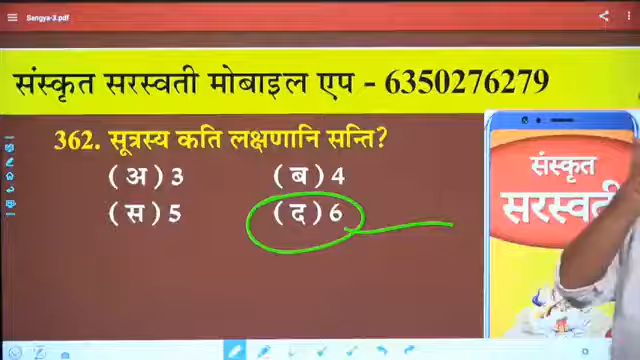 Sangya-3.pdf
संस्कृत सरस्वती मोबाइल एप - 6350276279
362. सूत्रस्य कति लक्षणानि सन्ति?
( अ ) 3 ( ब ) 4
( स ) 5 ( द ) 6
संस्कृत
सरस्वती